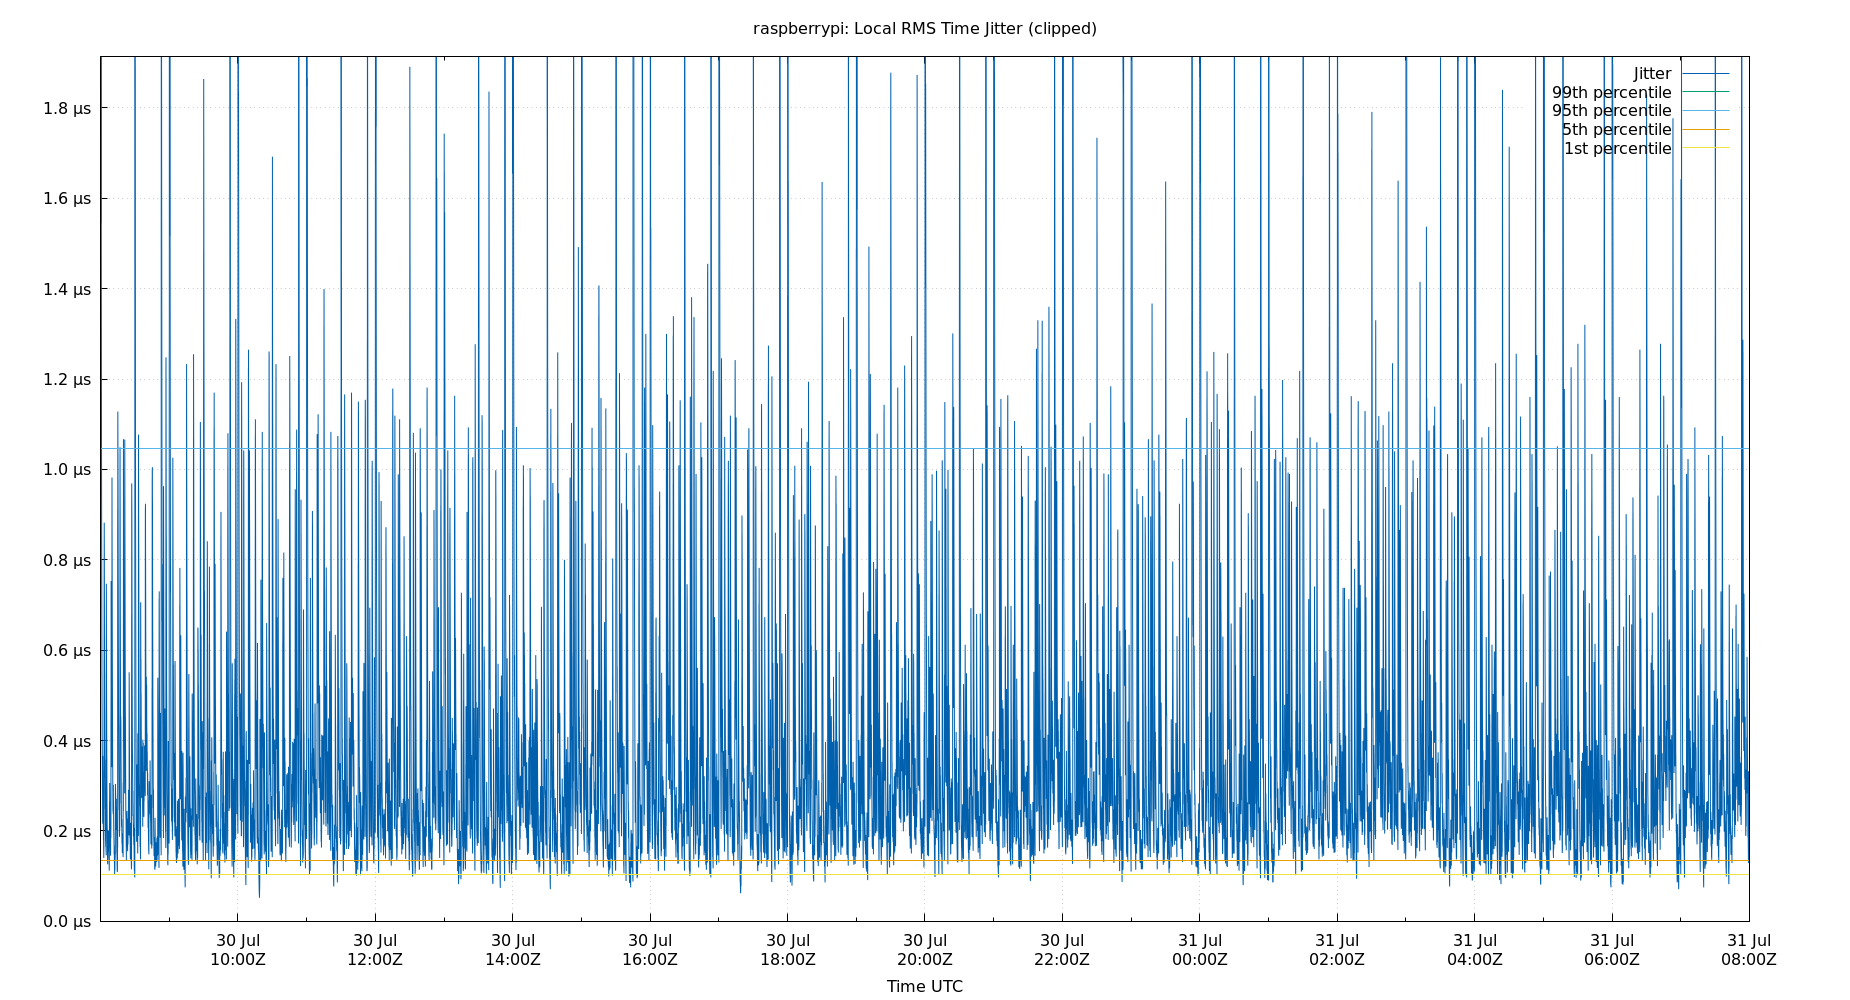 raspberrypi: Local RMS Time Jitter (clipped)
Jitter
99th percentile
95th percentile
5th percentile
1st percentile
1.8 μs
1.6 μs
1.4 μs
1.2 μs
1.0 μs
0.8 μs
0.6 μs
0.4 μs
0.2 μs
0.0 μs
30 Jul 30 Jul 30 Jul 30 Jul 30 Jul 30 Jul 30 Jul 31 Jul 31 Jul 31 Jul 31 Jul 31 Jul
10:00Z 12:00Z 14:00Z 16:00Z 18:00Z 20:00Z 22:00Z 00:00Z 02:00Z 04:00Z 06:00Z 08:00Z
Time UTC